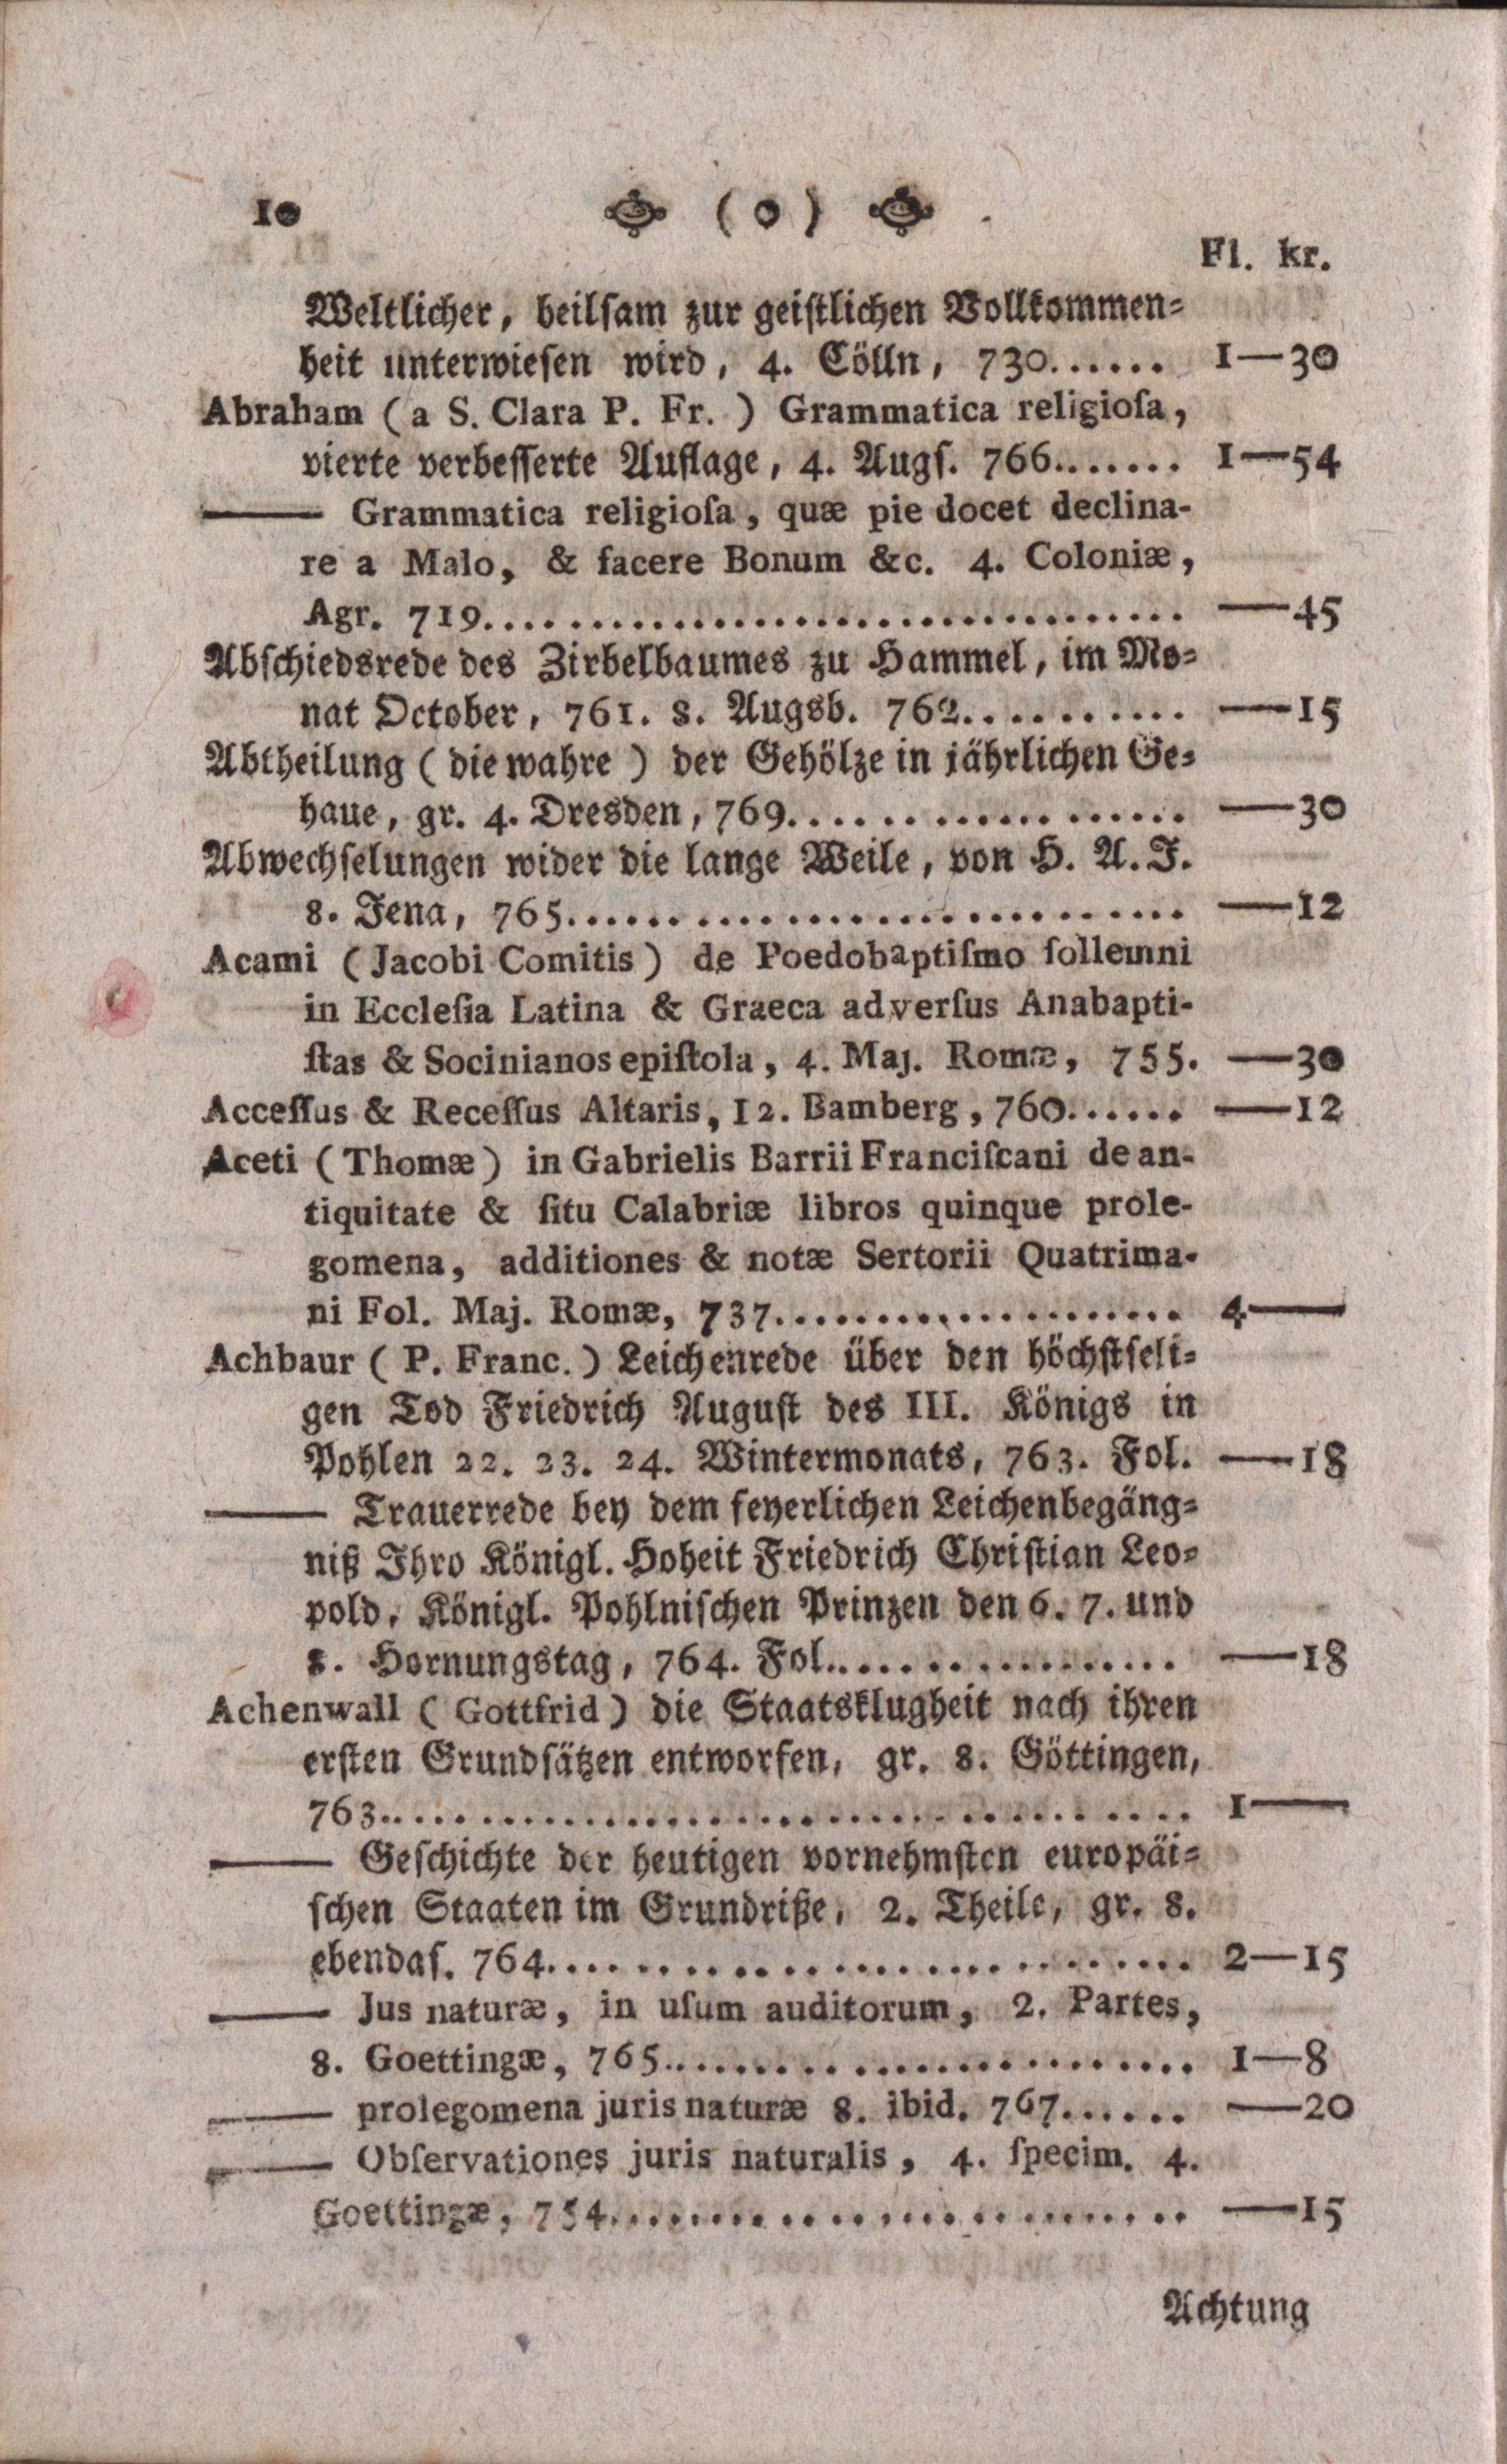 10 ( o )
Fl. kr.
Weltlicher, heilsam zur geistlichen Vollkommen-
heit unterwiesen wird, 4. Cölln, 730...... 1—30
Abraham (a S. Clara P. Fr.) Grammatica religioſa,
vierte verbesserte Auflage, 4. Augs. 766....... 1—54
—— Grammatica religioſa, quæ pie docet declina-
re a Malo, & facere Bonum &c. 4. Coloniæ,
Agr. 719.................................. —45
Abschiedsrede des Zirbelbaumes zu Hammel, im Mo-
nat October, 761. 8. Augsb. 762........... —15
Abtheilung (die wahre) der Gehölze in jährlichen Ge-
haue, gr. 4. Dresden, 769.................. —30
Abwechselungen wider die lange Weile, von H. A. J.
8. Jena, 765............................. —12
Acami (Jacobi Comitis) de Poedobaptiſmo ſollemni
in Eccleſia Latina & Graeca adverſus Anabapti-
ſtas & Socinianos epiſtola, 4. Maj. Romæ, 755. —30
Acceſſus & Receſſus Altaris, 12. Bamberg, 760...... —12
Aceti (Thomæ) in Gabrielis Barrii Franciſcani de an-
tiquitate & ſitu Calabriæ libros quinque prole-
gomena, additiones & notæ Sertorii Quatrima-
ni Fol. Maj. Romæ, 737.................... 4—
Achbaur (P. Franc.) Leichenrede über den höchstseli-
gen Tod Friedrich August des III. Königs in
Pohlen 22. 23. 24. Wintermonats, 763. Fol. —18
—— Trauerrede bey dem feyerlichen Leichenbegäng-
niß Ihro Königl. Hoheit Friedrich Christian Leo-
pold, Königl. Pohlnischen Prinzen den 6. 7. und
8. Hornungstag, 764. Fol................. —18
Achenwall (Gottfrid) die Staatsklugheit nach ihren
ersten Grundsätzen entworfen, gr. 8. Göttingen,
763...................................... 1—
—— Geschichte der heutigen vornehmsten europäi-
schen Staaten im Grundriße, 2. Theile, gr. 8.
ebendas. 764.............................. 2—15
—— Jus naturæ, in uſum auditorum, 2. Partes,
8. Goettingæ, 765......................... 1—8
—— prolegomena juris naturæ 8. ibid. 767...... —20
—— Obſervationes juris naturalis, 4. ſpecim. 4.
Goettingæ, 754........................... —15
Achtung